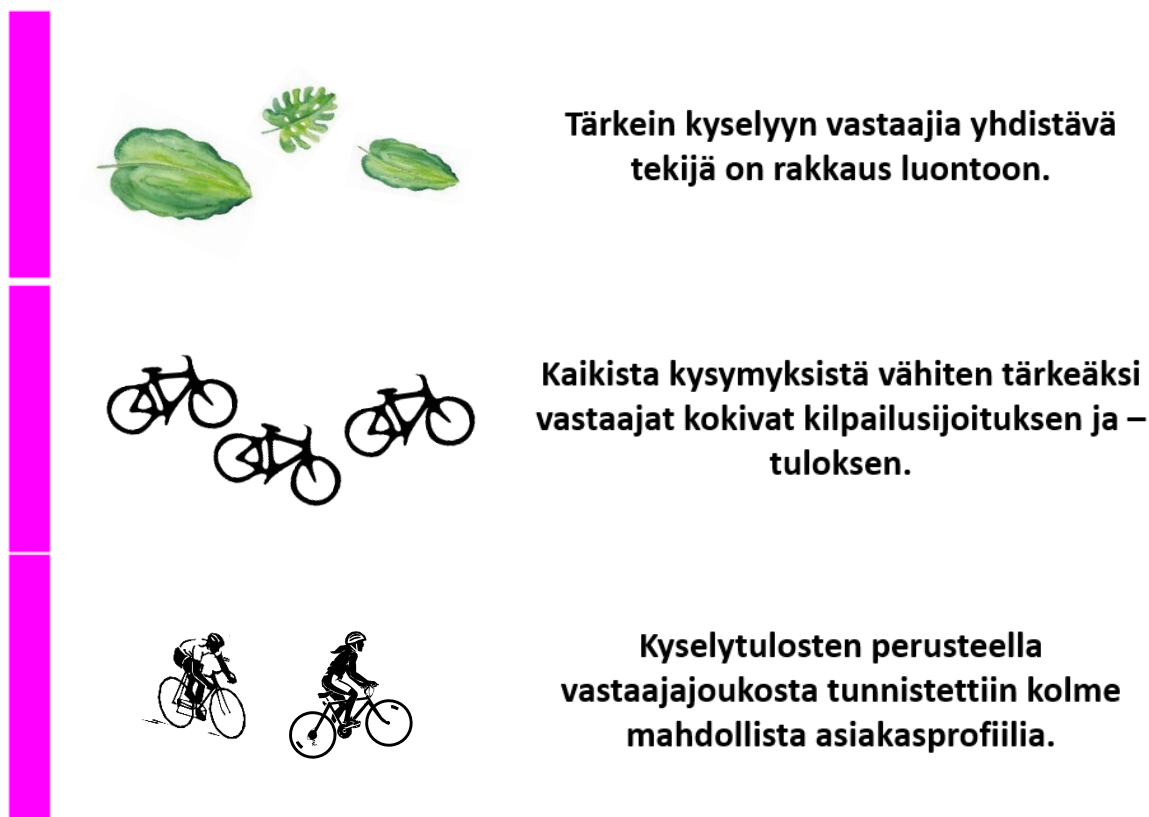 Tärkein kyselyyn vastaajia yhdistävä
tekijä on rakkaus luontoon.
Kaikista kysymyksistä vähiten tärkeäksi
vastaajat kokivat kilpailusijoituksen ja –
tuloksen.
Kyselytulosten perusteella
vastaajajoukosta tunnistettiin kolme
mahdollista asiakasprofiilia.